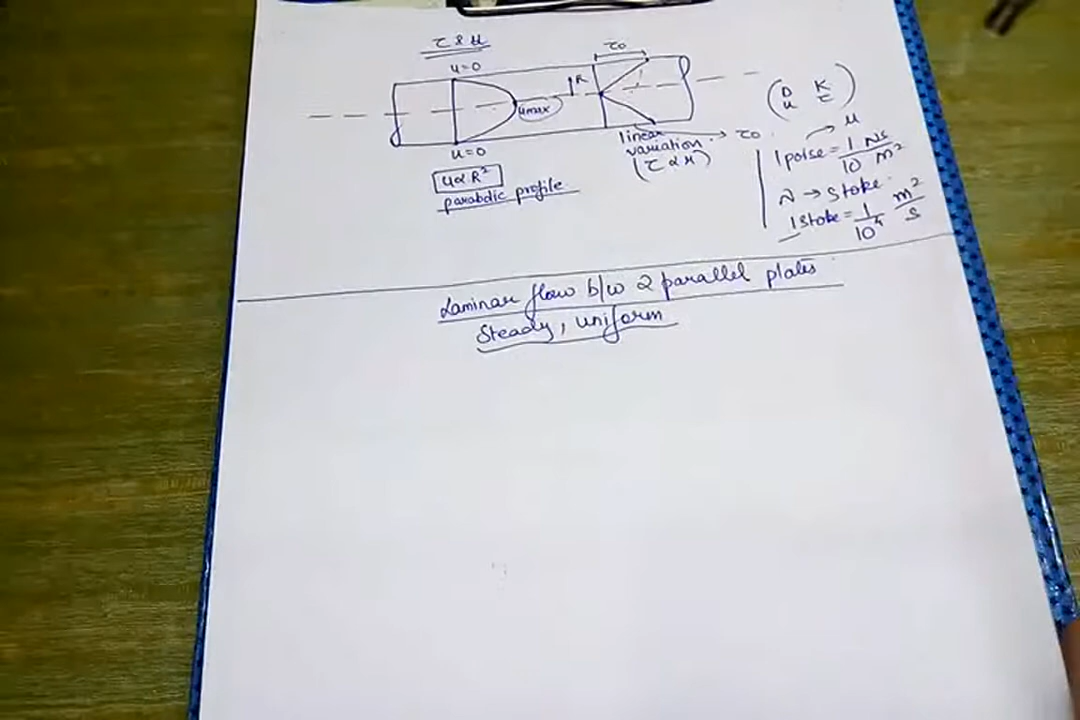 τ & u
u=0
τ0
R
umax
u=0
u∝R²
parabolic profile
linear
variation
(τ ∝ r)
→ τ0
μ
1 poise = 1/10 Ns/m²
→ stoke
1 stoke = 1/10⁴ m²/s
Laminar flow b/w 2 parallel plates
Steady, uniform